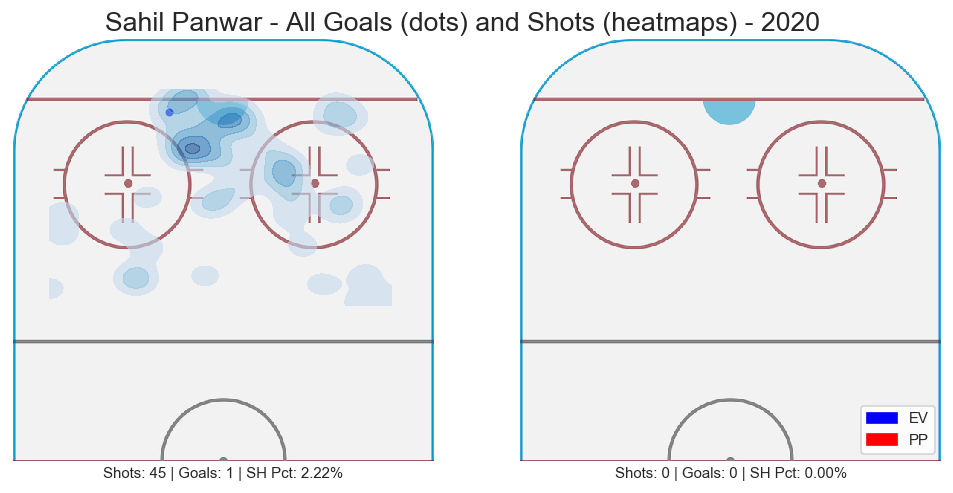 Sahil Panwar - All Goals (dots) and Shots (heatmaps) - 2020
EV
PP
Shots: 45 | Goals: 1 | SH Pct: 2.22%
Shots: 0 | Goals: 0 | SH Pct: 0.00%